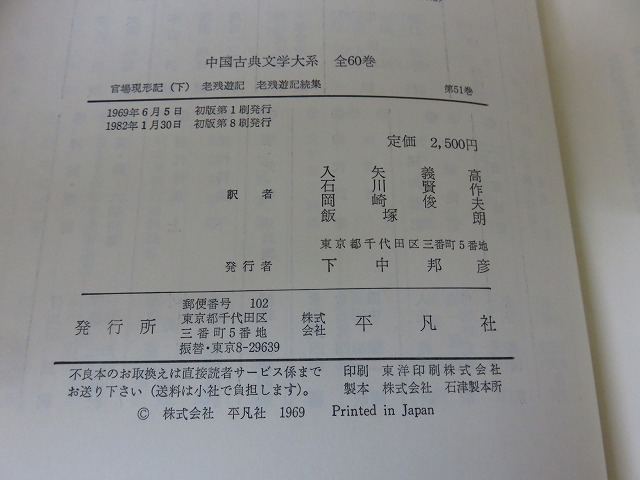 中国古典文学大系　全60巻
官場現形記（下）　老残遊記　老残遊記続集　第51巻
1969年6月5日　初版第1刷発行
1982年1月30日　初版第8刷発行
定価　2,500円
訳者
入矢義高
石川賢作
岡崎俊夫
飯塚朗
東京都千代田区三番町5番地
発行者　下中邦彦
発行所
郵便番号　102
東京都千代田区
三番町5番地
振替・東京8-29639
株式会社　平凡社
不良本のお取換えは直接読者サービス係まで
お送り下さい（送料は小社で負担します）。
印刷　東洋印刷株式会社
製本　株式会社　石津製本所
© 株式会社　平凡社　1969　Printed in Japan